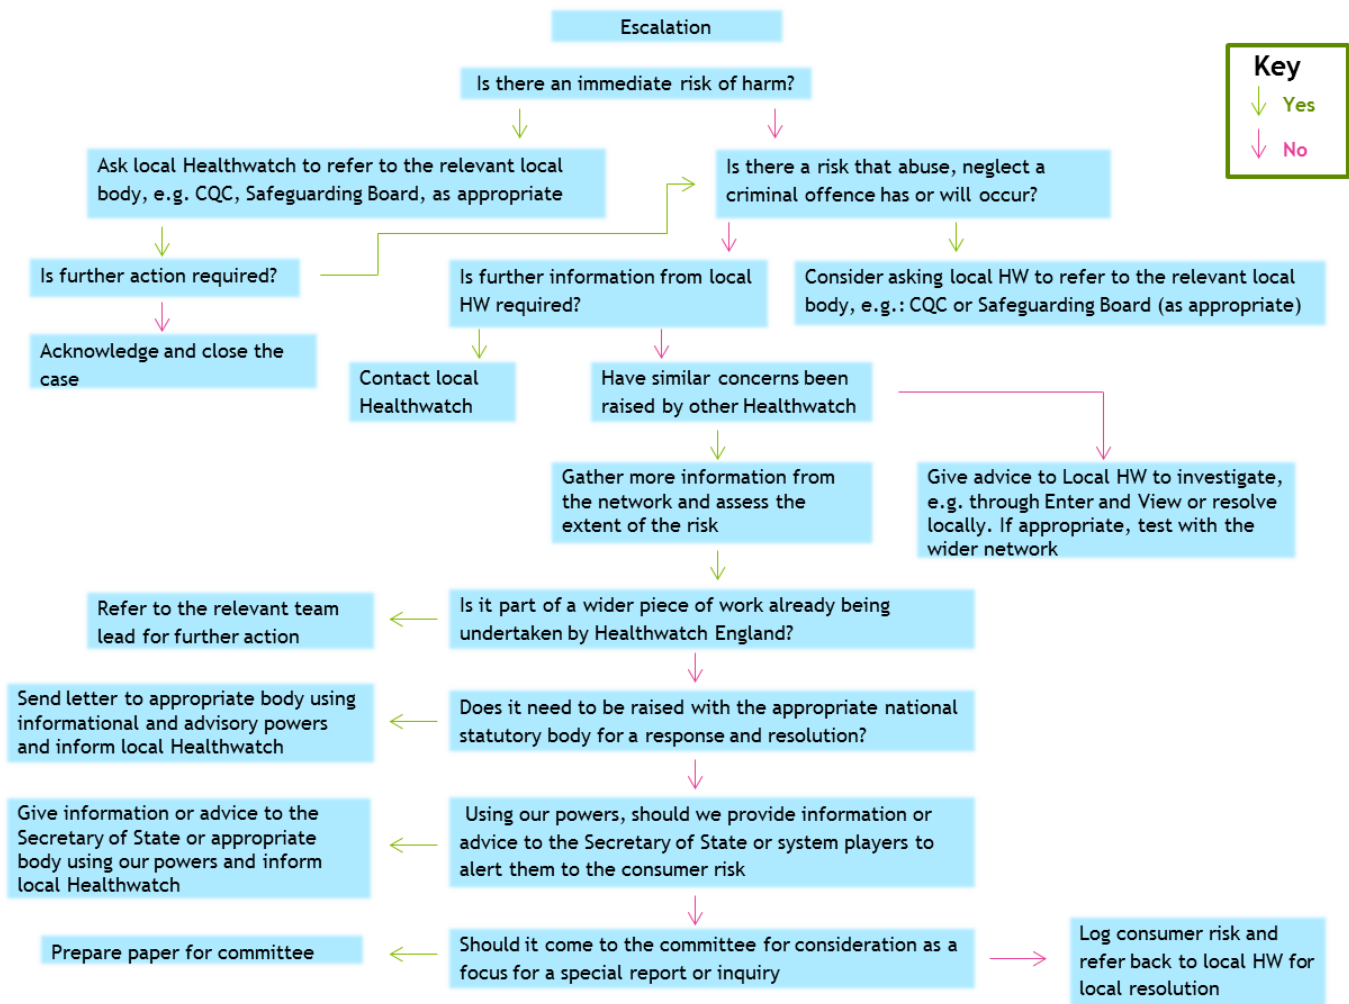 Escalation
Key
Yes
No
Is there an immediate risk of harm?
Ask local Healthwatch to refer to the relevant local
body, e.g. CQC, Safeguarding Board, as appropriate
Is there a risk that abuse, neglect a
criminal offence has or will occur?
Is further action required?
Is further information from local
HW required?
Consider asking local HW to refer to the relevant local
body, e.g.: CQC or Safeguarding Board (as appropriate)
Acknowledge and close the
case
Contact local
Healthwatch
Have similar concerns been
raised by other Healthwatch
Gather more information from
the network and assess the
extent of the risk
Give advice to Local HW to investigate,
e.g. through Enter and View or resolve
locally. If appropriate, test with the
wider network
Refer to the relevant team
lead for further action
Is it part of a wider piece of work already being
undertaken by Healthwatch England?
Send letter to appropriate body using
informational and advisory powers
and inform local Healthwatch
Does it need to be raised with the appropriate national
statutory body for a response and resolution?
Give information or advice to the
Secretary of State or appropriate
body using our powers and inform
local Healthwatch
Using our powers, should we provide information or
advice to the Secretary of State or system players to
alert them to the consumer risk
Prepare paper for committee
Should it come to the committee for consideration as a
focus for a special report or inquiry
Log consumer risk and
refer back to local HW for
local resolution